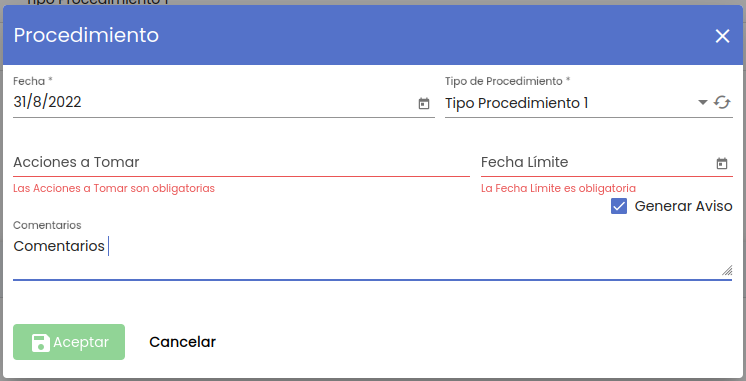 Tipo Procedimiento 1
Procedimiento
Fecha *
31/8/2022
Tipo de Procedimiento *
Tipo Procedimiento 1
Acciones a Tomar
Fecha Límite
Las Acciones a Tomar son obligatorias
La Fecha Límite es obligatoria
Generar Aviso
Comentarios
Comentarios
Aceptar
Cancelar